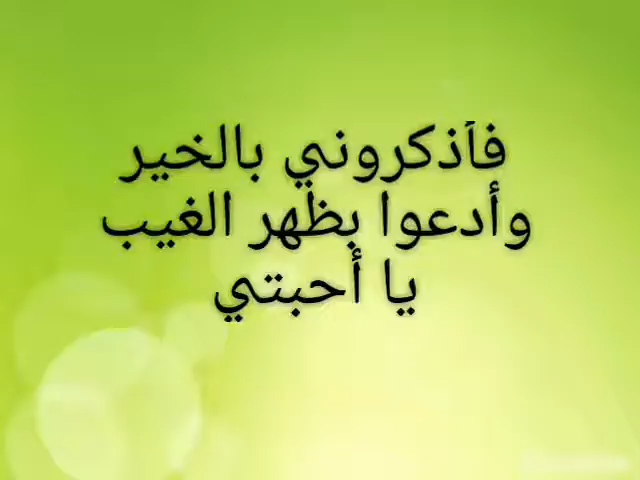 فأذكروني بالخير
وأدعوا بظهر الغيب
يا أحبتي